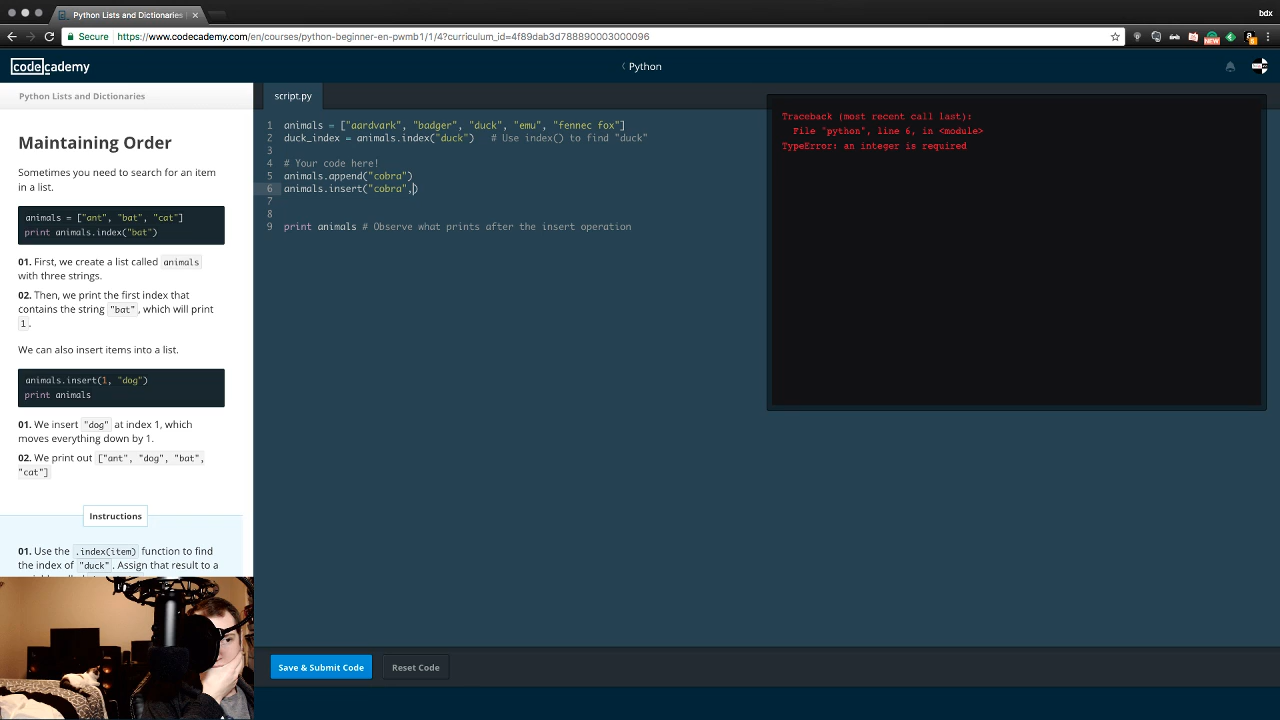 Python Lists and Dictionaries
bdx
Secure
https://www.codecademy.com/en/courses/python-beginner-en-pwmb1/1/4?curriculum_id=4f89dab3d788890003000096
NEW
codecademy
Python
Python Lists and Dictionaries
script.py
Maintaining Order
Sometimes you need to search for an item
in a list.
animals = ["ant", "bat", "cat"]
print animals.index("bat")
01. First, we create a list called animals
with three strings.
02. Then, we print the first index that
contains the string "bat", which will print
1.
We can also insert items into a list.
animals.insert(1, "dog")
print animals
01. We insert "dog" at index 1, which
moves everything down by 1.
02. We print out ["ant", "dog", "bat",
"cat"]
Instructions
01. Use the .index(item) function to find
the index of "duck". Assign that result to a
1 animals = ["aardvark", "badger", "duck", "emu", "fennec fox"]
2 duck_index = animals.index("duck") # Use index() to find "duck"
3
4 # Your code here!
5 animals.append("cobra")
6 animals.insert("cobra",)
7
8
9 print animals # Observe what prints after the insert operation
Traceback (most recent call last):
File "python", line 6, in <module>
TypeError: an integer is required
Save & Submit Code
Reset Code